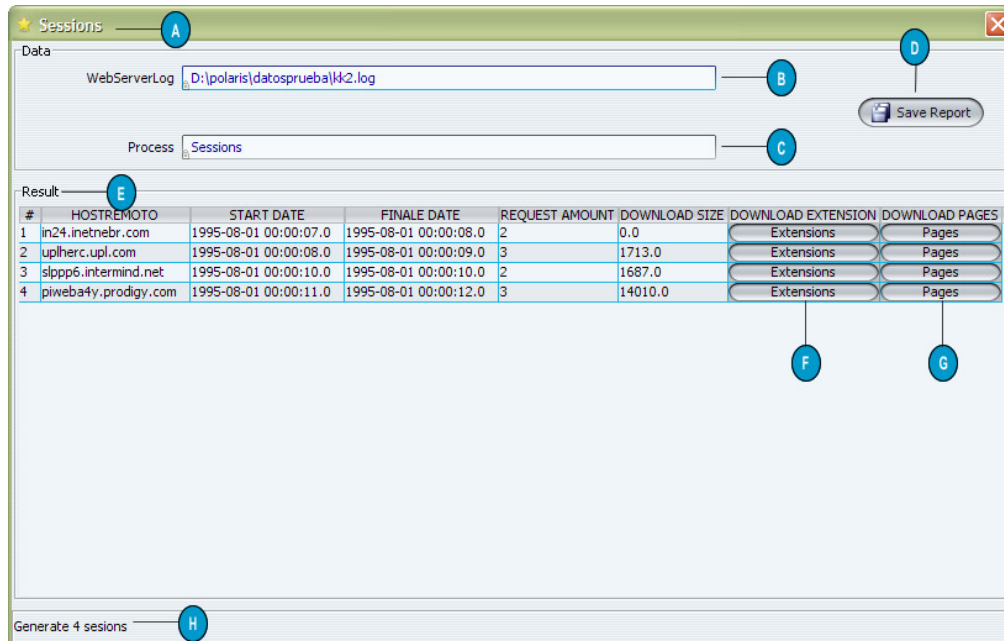 Sessions
A
Data
D
WebServerLog D:\polaris\datosprueba\kk2.log
B
Save Report
Process Sessions
C
Result
E
# HOSTREMOTO START DATE FINALE DATE REQUEST AMOUNT DOWNLOAD SIZE DOWNLOAD EXTENSION DOWNLOAD PAGES
1 in24.inetnebr.com 1995-08-01 00:00:07.0 1995-08-01 00:00:08.0 2 0.0 Extensions Pages
2 uplherc.upl.com 1995-08-01 00:00:08.0 1995-08-01 00:00:09.0 3 1713.0 Extensions Pages
3 slppp6.intermind.net 1995-08-01 00:00:10.0 1995-08-01 00:00:10.0 2 1687.0 Extensions Pages
4 piweba4y.prodigy.com 1995-08-01 00:00:11.0 1995-08-01 00:00:12.0 3 14010.0 Extensions Pages
F
G
Generate 4 sesions
H